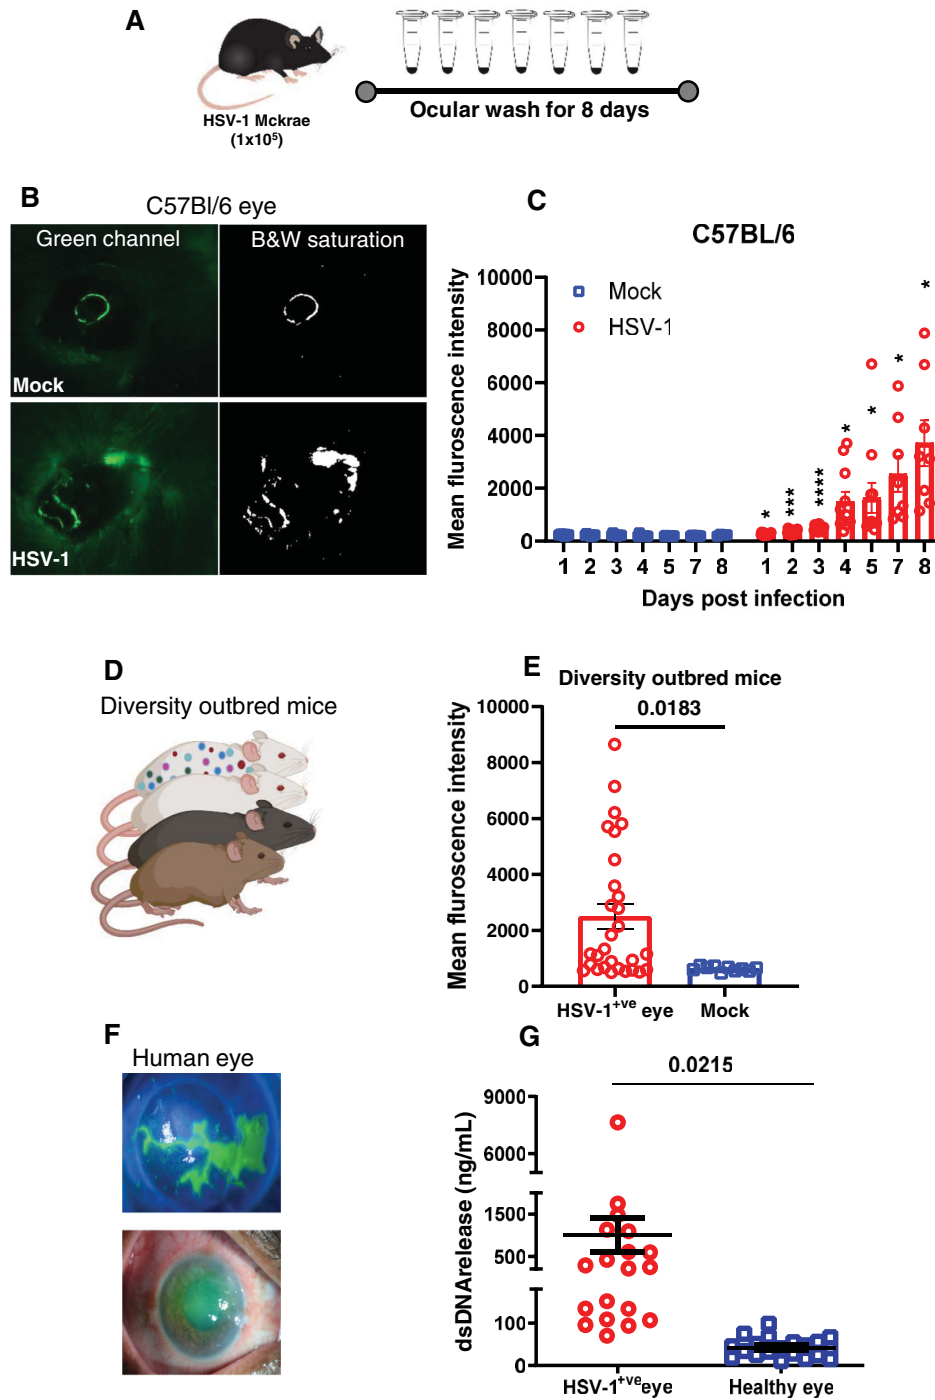 A
HSV-1 Mckrae
(1x10⁵)
Ocular wash for 8 days
B
C57Bl/6 eye
Green channel
B&W saturation
Mock
HSV-1
C
C57BL/6
Mean fluroscence intensity
10000
8000
6000
4000
2000
0
Mock
HSV-1
*
***
****
*
*
*
*
1 2 3 4 5 7 8 1 2 3 4 5 7 8
Days post infection
D
Diversity outbred mice
E
Diversity outbred mice
0.0183
Mean fluroscence intensity
10000
8000
6000
4000
2000
0
HSV-1+ve eye
Mock
F
Human eye
G
0.0215
dsDNArelease (ng/mL)
9000
6000
1500
500
100
0
HSV-1+ve eye
Healthy eye